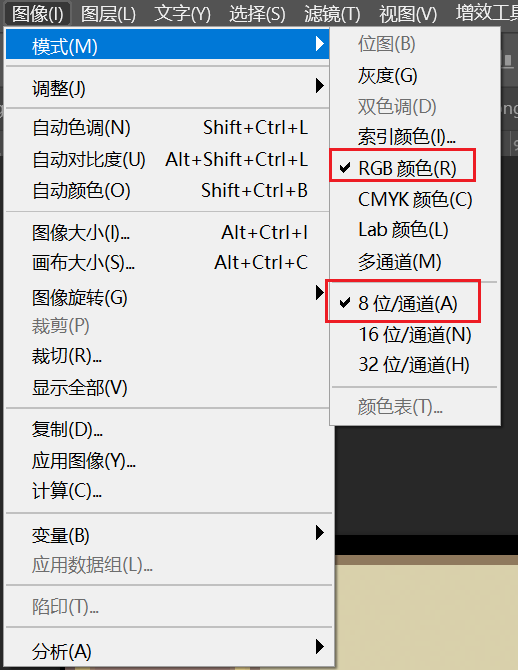 图像(I) 图层(L) 文字(Y) 选择(S) 滤镜(T) 视图(V) 增效工具
模式(M)
调整(J)
自动色调(N) Shift+Ctrl+L
自动对比度(U) Alt+Shift+Ctrl+L
自动颜色(O) Shift+Ctrl+B
图像大小(I)... Alt+Ctrl+I
画布大小(S)... Alt+Ctrl+C
图像旋转(G)
裁剪(P)
裁切(R)...
显示全部(V)
复制(D)...
应用图像(Y)...
计算(C)...
变量(B)
应用数据组(L)...
陷印(T)...
分析(A)
位图(B)
灰度(G)
双色调(D)
索引颜色(I)...
RGB 颜色(R)
CMYK 颜色(C)
Lab 颜色(L)
多通道(M)
8 位/通道(A)
16 位/通道(N)
32 位/通道(H)
颜色表(T)...